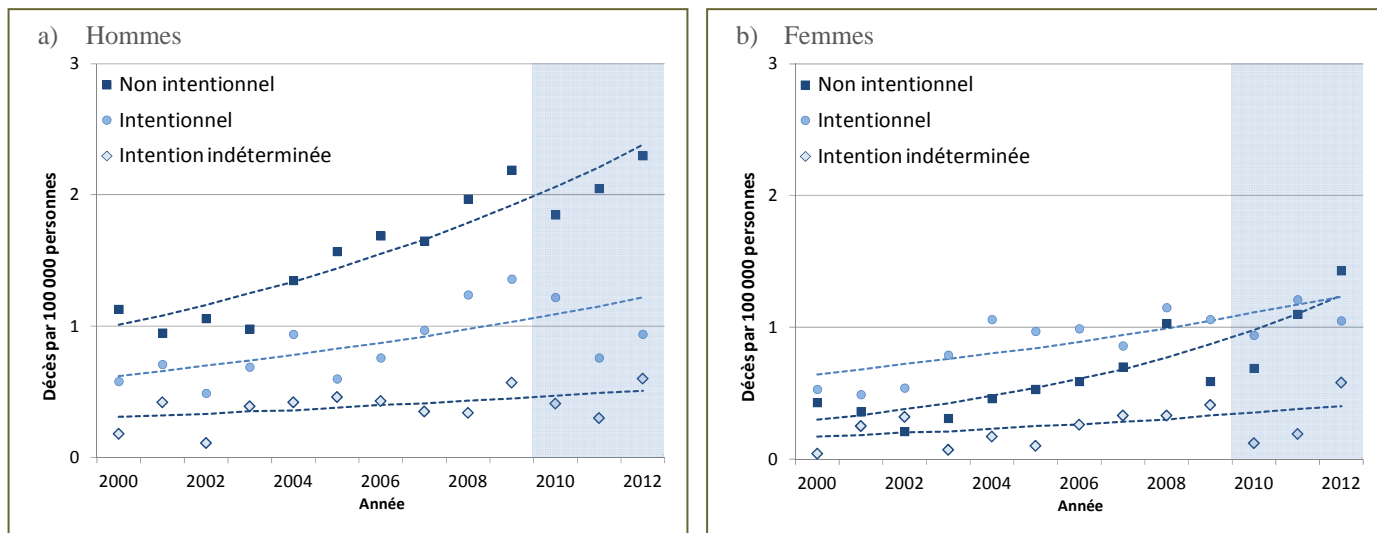 a) Hommes
3
Non intentionnel
Intentionnel
Intention indéterminée
2
1
0
Décès par 100 000 personnes
2000 2002 2004 2006 2008 2010 2012
Année
b) Femmes
3
Non intentionnel
Intentionnel
Intention indéterminée
2
1
0
Décès par 100 000 personnes
2000 2002 2004 2006 2008 2010 2012
Année